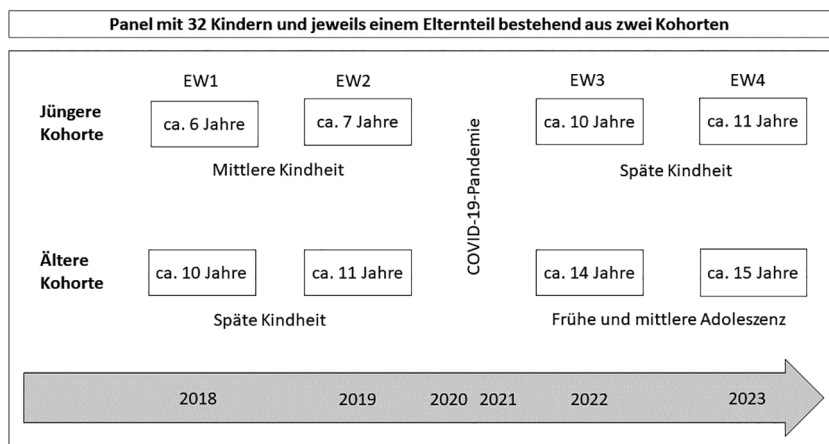 Panel mit 32 Kindern und jeweils einem Elternteil bestehend aus zwei Kohorten
EW1 EW2 EW3 EW4
Jüngere
Kohorte
ca. 6 Jahre ca. 7 Jahre ca. 10 Jahre ca. 11 Jahre
Mittlere Kindheit Späte Kindheit
COVID-19-Pandemie
Ältere
Kohorte
ca. 10 Jahre ca. 11 Jahre ca. 14 Jahre ca. 15 Jahre
Späte Kindheit Frühe und mittlere Adoleszenz
2018 2019 2020 2021 2022 2023